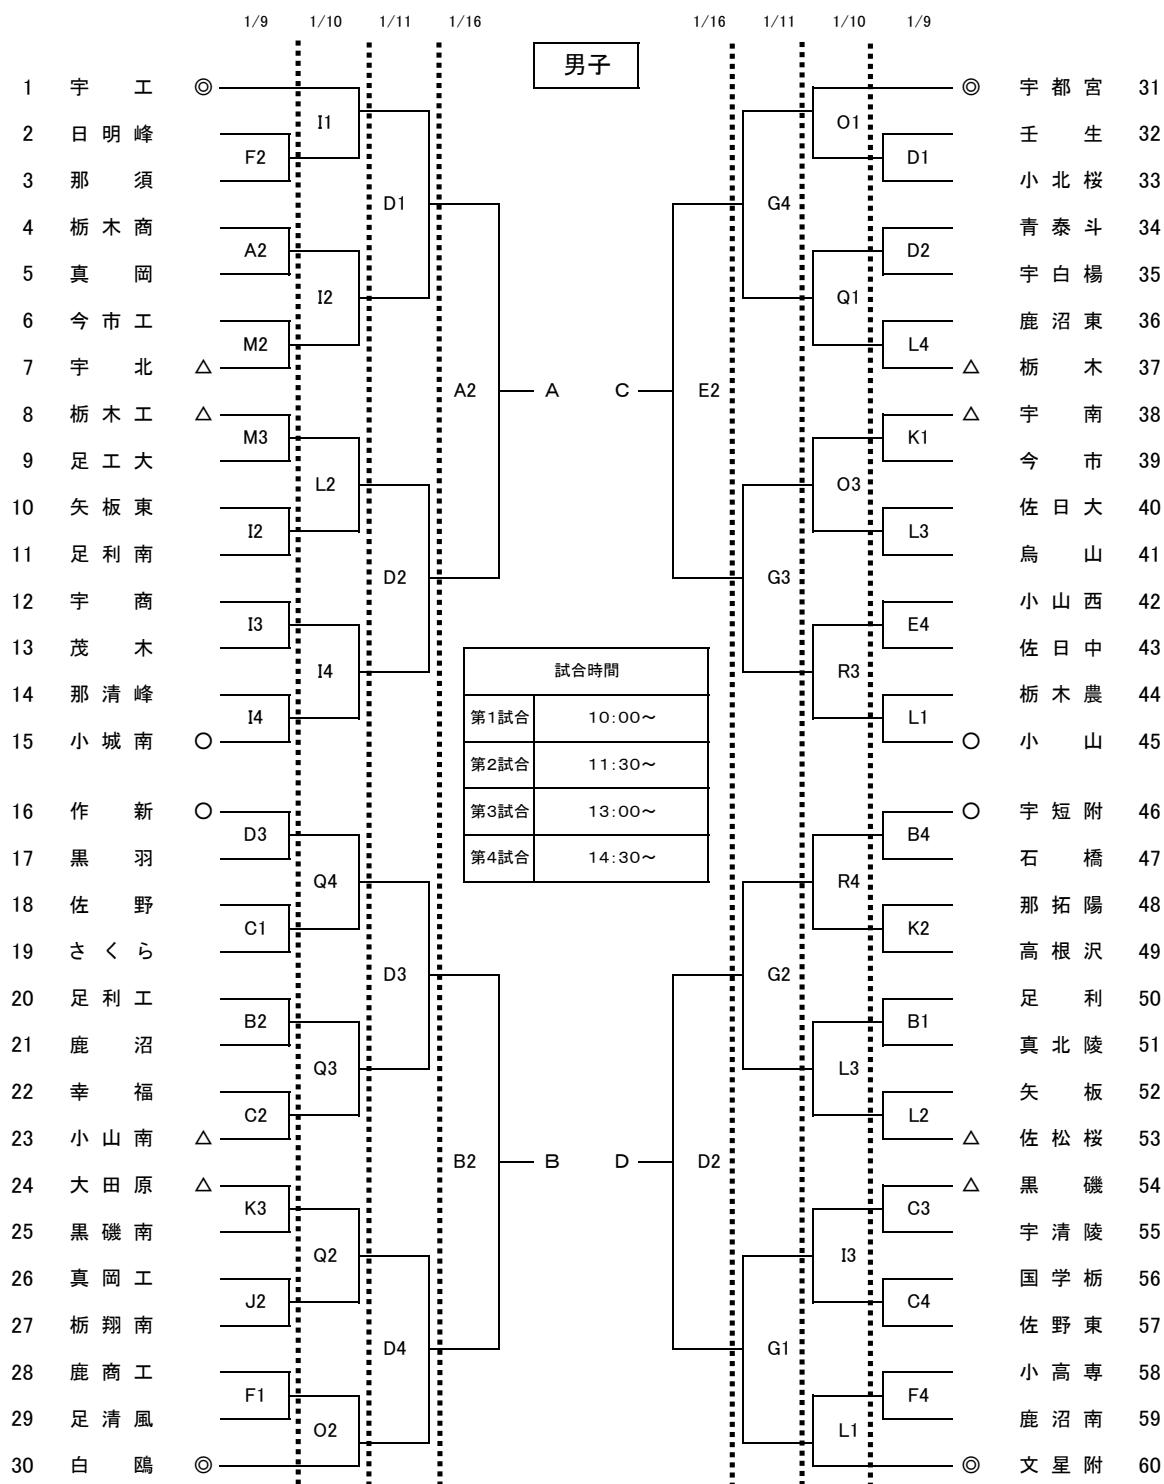 1/9 1/10 1/11 1/16 1/16 1/11 1/10 1/9
男子
1 宇工 ◎ ◎ 宇都宮 31
I1 O1
2 日明峰 壬生 32
F2 D1
3 那須 小北桜 33
D1 G4
4 栃木商 青泰斗 34
A2 D2
5 真岡 宇白楊 35
I2 Q1
6 今市工 鹿沼東 36
M2 L4
7 宇北 △ △ 栃木 37
A2 A C E2
8 栃木工 △ △ 宇南 38
M3 K1
9 足工大 今市 39
L2 O3
10 矢板東 佐日大 40
I2 L3
11 足利南 烏山 41
D2 G3
12 宇商 小山西 42
I3 E4
13 茂木 佐日中 43
I4 試合時間 R3
14 那清峰 栃木農 44
I4 第1試合 10:00~ L1
15 小城南 ○ ○ 小山 45
第2試合 11:30~
16 作新 ○ 第3試合 13:00~ ○ 宇短附 46
D3 B4
17 黒羽 第4試合 14:30~ 石橋 47
Q4 R4
18 佐野 那拓陽 48
C1 K2
19 さくら 高根沢 49
D3 G2
20 足利工 足利 50
B2 B1
21 鹿沼 真北陵 51
Q3 L3
22 幸福 矢板 52
C2 L2
23 小山南 △ △ 佐松桜 53
B2 B D D2
24 大田原 △ △ 黒磯 54
K3 C3
25 黒磯南 宇清陵 55
Q2 I3
26 真岡工 国学栃 56
J2 C4
27 栃翔南 佐野東 57
D4 G1
28 鹿商工 小高専 58
F1 F4
29 足清風 鹿沼南 59
O2 L1
30 白鴎 ◎ ◎ 文星附 60